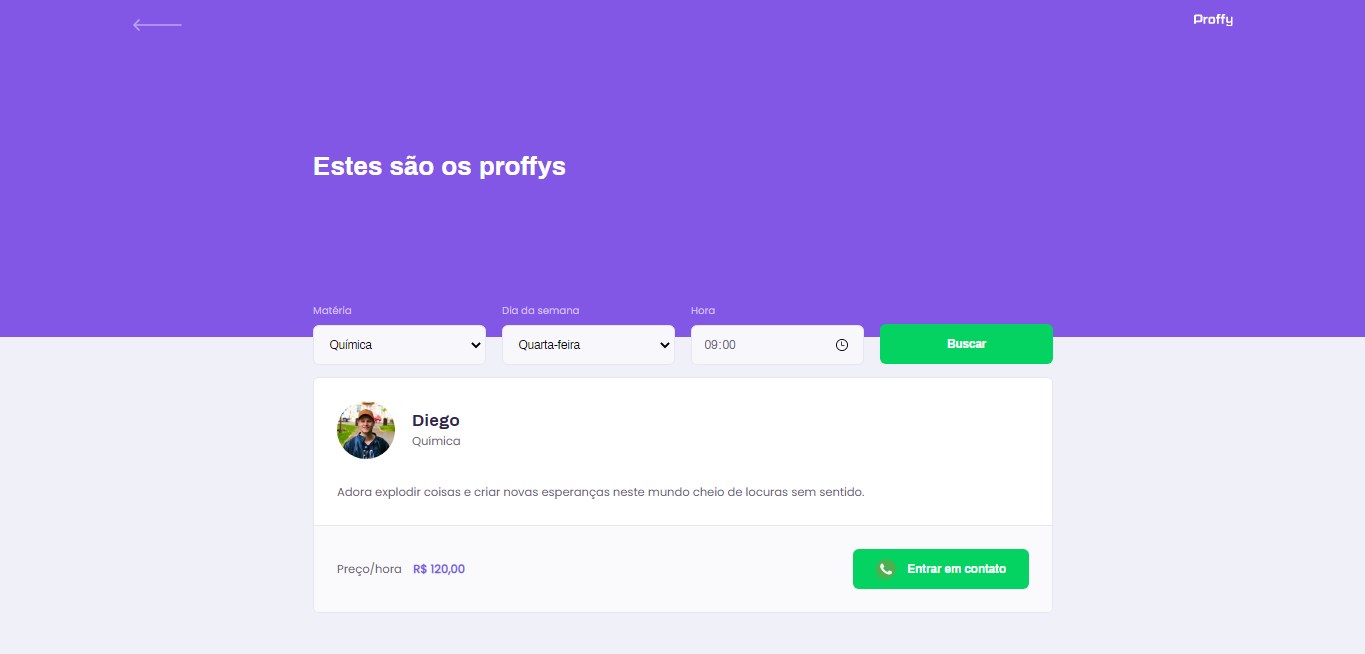 Proffy
Estes são os proffys
Matéria
Dia da semana
Hora
Química
Quarta-feira
09:00
Buscar
Diego
Química
Adora explodir coisas e criar novas esperanças neste mundo cheio de locuras sem sentido.
Preço/hora R$ 120,00
Entrar em contato